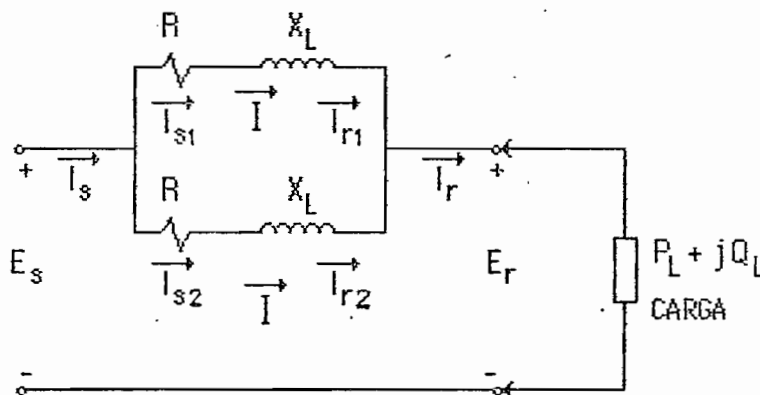 R
X_L
I_s1
I
I_r1
+
I_s
R
X_L
I_r
+
E_s
I_s2
I
I_r2
E_r
P_L + jQ_L
CARGA
-
-